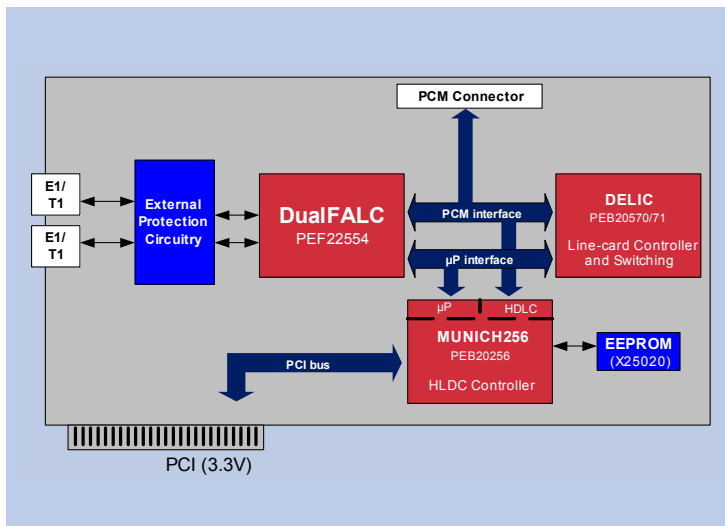 PCM Connector
E1/
T1
E1/
T1
External
Protection
Circuitry
DualFALC
PEF22554
PCM interface
µP interface
DELIC
PEB20570/71
Line-card Controller
and Switching
µP
HDLC
MUNICH256
PEB20256
HLDC Controller
EEPROM
(X25020)
PCI bus
PCI (3.3V)